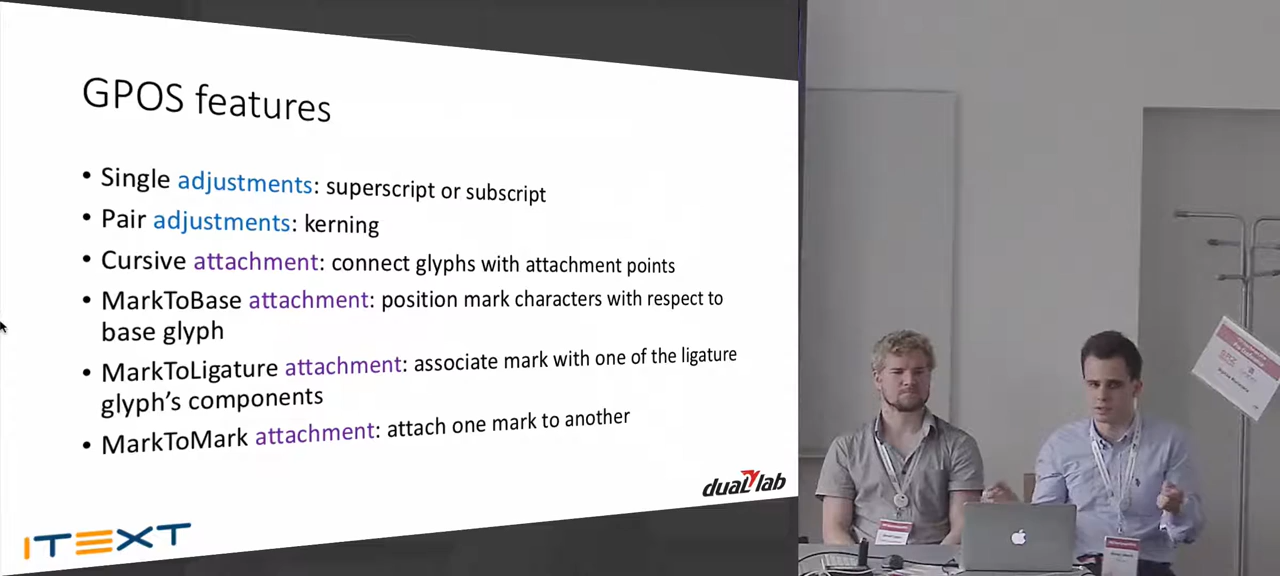 GPOS features
• Single adjustments: superscript or subscript
• Pair adjustments: kerning
• Cursive attachment: connect glyphs with attachment points
• MarkToBase attachment: position mark characters with respect to
base glyph
• MarkToLigature attachment: associate mark with one of the ligature
glyph’s components
• MarkToMark attachment: attach one mark to another
duallab
ITEXT